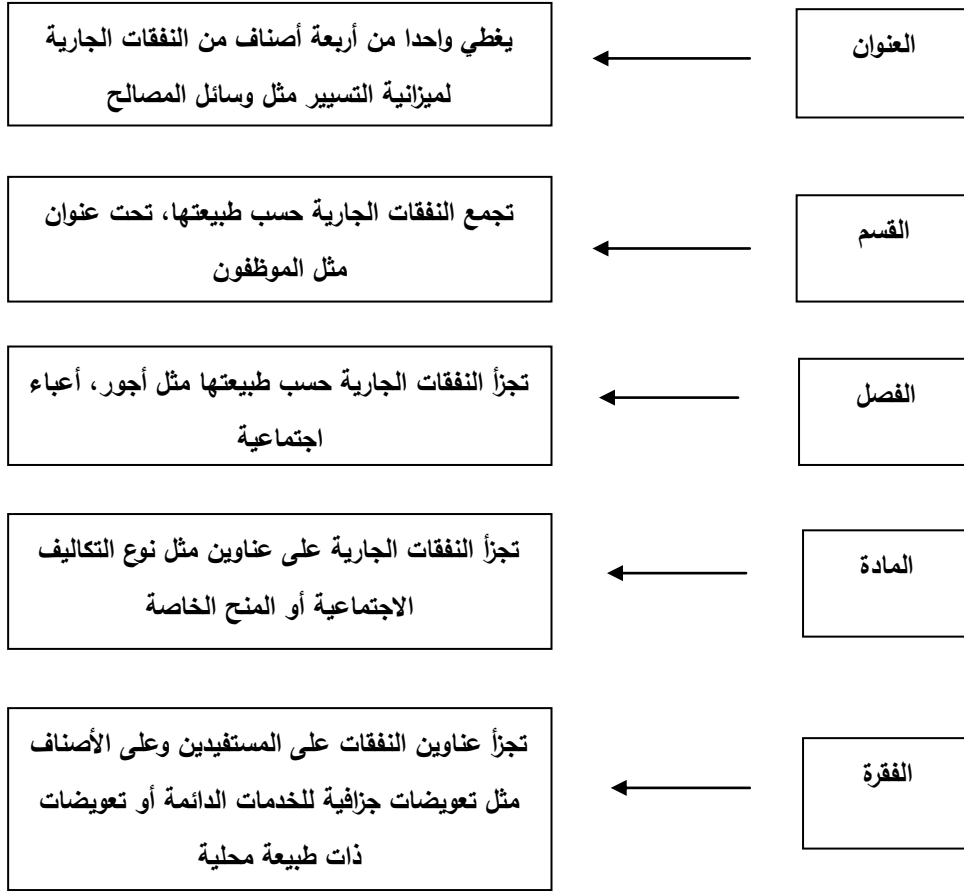 العنوان
يغطي واحدا من أربعة أصناف من النفقات الجارية
لميزانية التسيير مثل وسائل المصالح
القسم
تجمع النفقات الجارية حسب طبيعتها، تحت عنوان
مثل الموظفون
الفصل
تجزأ النفقات الجارية حسب طبيعتها مثل أجور، أعباء
اجتماعية
المادة
تجزأ النفقات الجارية على عناوين مثل نوع التكاليف
الاجتماعية أو المنح الخاصة
الفقرة
تجزأ عناوين النفقات على المستفيدين وعلى الأصناف
مثل تعويضات جزافية للخدمات الدائمة أو تعويضات
ذات طبيعة محلية